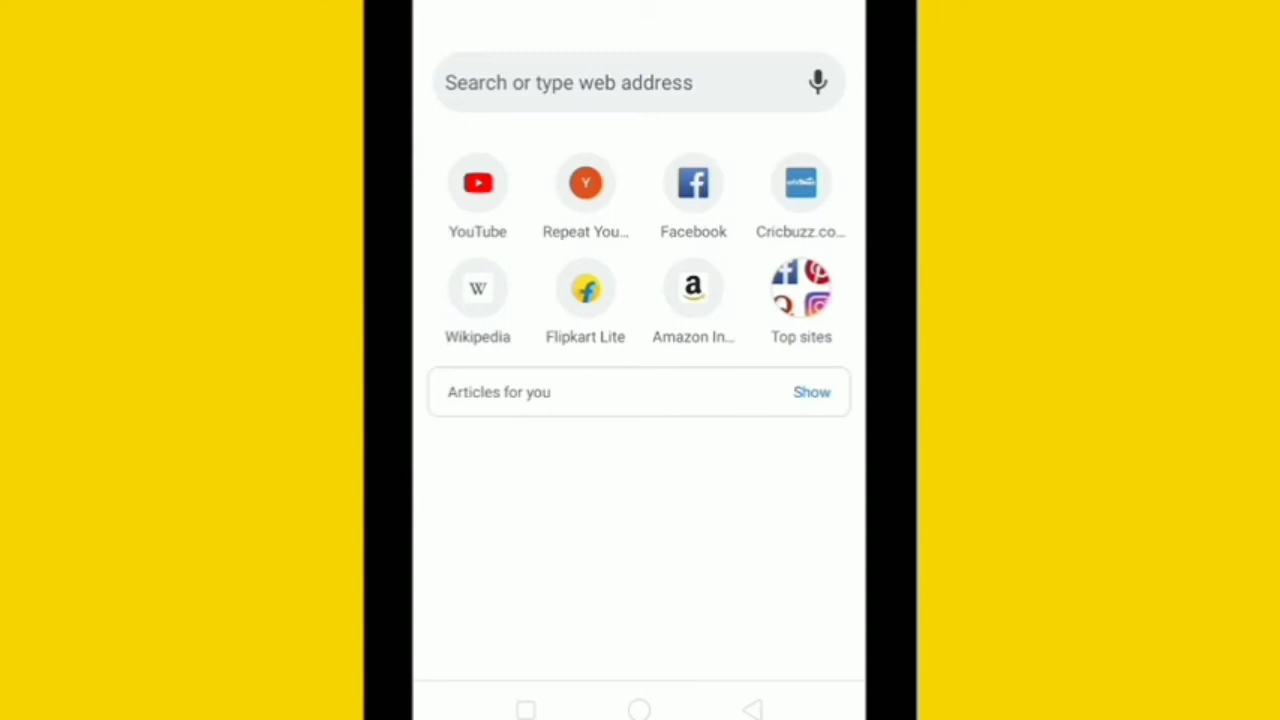 Search or type web address
Y
YouTube Repeat You... Facebook Cricbuzz.co...
W
a
Wikipedia Flipkart Lite Amazon In... Top sites
Articles for you Show